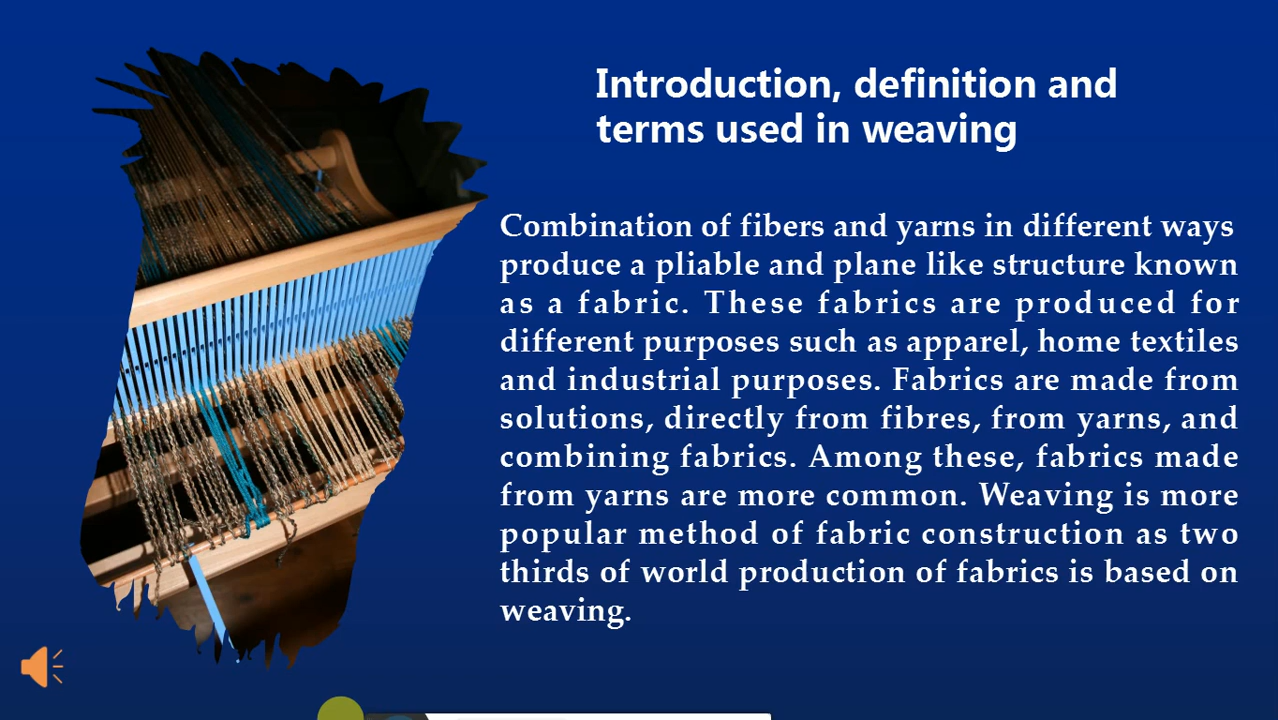 Introduction, definition and
terms used in weaving
Combination of fibers and yarns in different ways
produce a pliable and plane like structure known
as a fabric. These fabrics are produced for
different purposes such as apparel, home textiles
and industrial purposes. Fabrics are made from
solutions, directly from fibres, from yarns, and
combining fabrics. Among these, fabrics made
from yarns are more common. Weaving is more
popular method of fabric construction as two
thirds of world production of fabrics is based on
weaving.